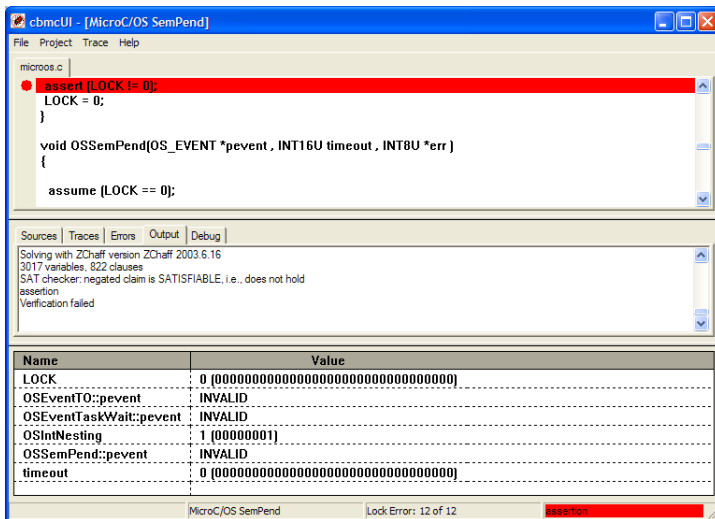 cbmcUI - [MicroC/OS SemPend]
File Project Trace Help
microos.c
assert (LOCK != 0);
LOCK = 0;
}
void OSSemPend(OS_EVENT *pevent , INT16U timeout , INT8U *err )
{
assume (LOCK == 0);
Sources Traces Errors Output Debug
Solving with ZChaff version ZChaff 2003.6.16
3017 variables, 822 clauses
SAT checker: negated claim is SATISFIABLE, i.e., does not hold
assertion
Verification failed
Name Value
LOCK 0 (00000000000000000000000000000000)
OSEventTO::pevent INVALID
OSEventTaskWait::pevent INVALID
OSIntNesting 1 (00000001)
OSSemPend::pevent INVALID
timeout 0 (00000000000000000000000000000000)
MicroC/OS SemPend Lock Error: 12 of 12 assertion